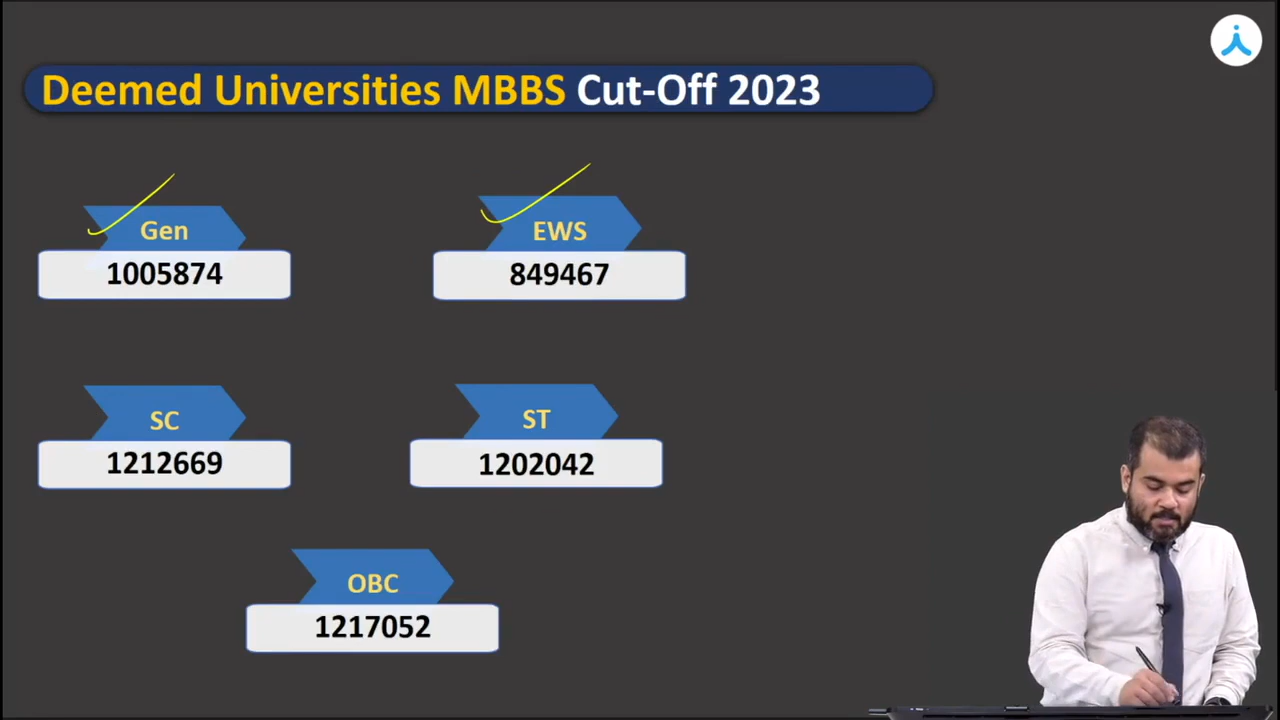 Deemed Universities MBBS Cut-Off 2023
Gen
1005874
EWS
849467
SC
1212669
ST
1202042
OBC
1217052